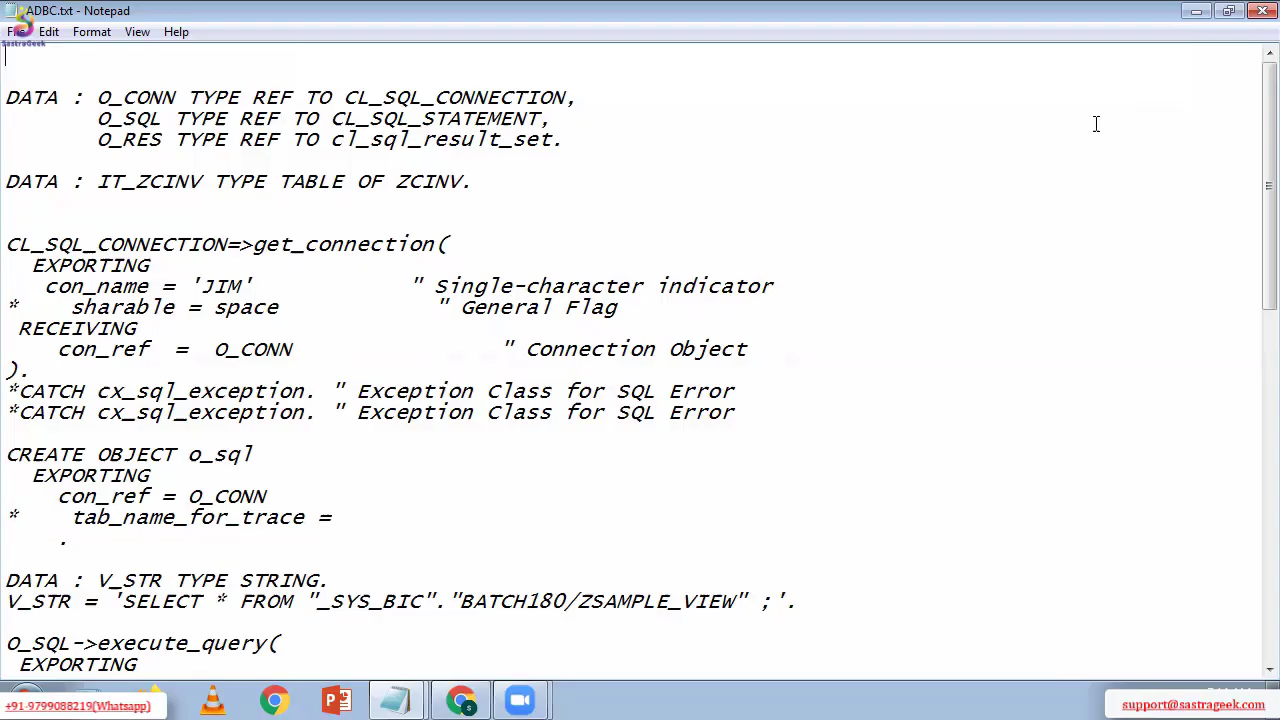 ADBC.txt - Notepad
File Edit Format View Help
SastraGeek
DATA : O_CONN TYPE REF TO CL_SQL_CONNECTION,
O_SQL TYPE REF TO CL_SQL_STATEMENT,
O_RES TYPE REF TO cl_sql_result_set.
DATA : IT_ZCINV TYPE TABLE OF ZCINV.
CL_SQL_CONNECTION=>get_connection(
EXPORTING
con_name = 'JIM' " Single-character indicator
* sharable = space " General Flag
RECEIVING
con_ref = O_CONN " Connection Object
).
*CATCH cx_sql_exception. " Exception Class for SQL Error
*CATCH cx_sql_exception. " Exception Class for SQL Error
CREATE OBJECT o_sql
EXPORTING
con_ref = O_CONN
* tab_name_for_trace =
.
DATA : V_STR TYPE STRING.
V_STR = 'SELECT * FROM "_SYS_BIC"."BATCH180/ZSAMPLE_VIEW" ;'.
O_SQL->execute_query(
EXPORTING
+91-9799088219(Whatsapp)
support@sastrageek.com